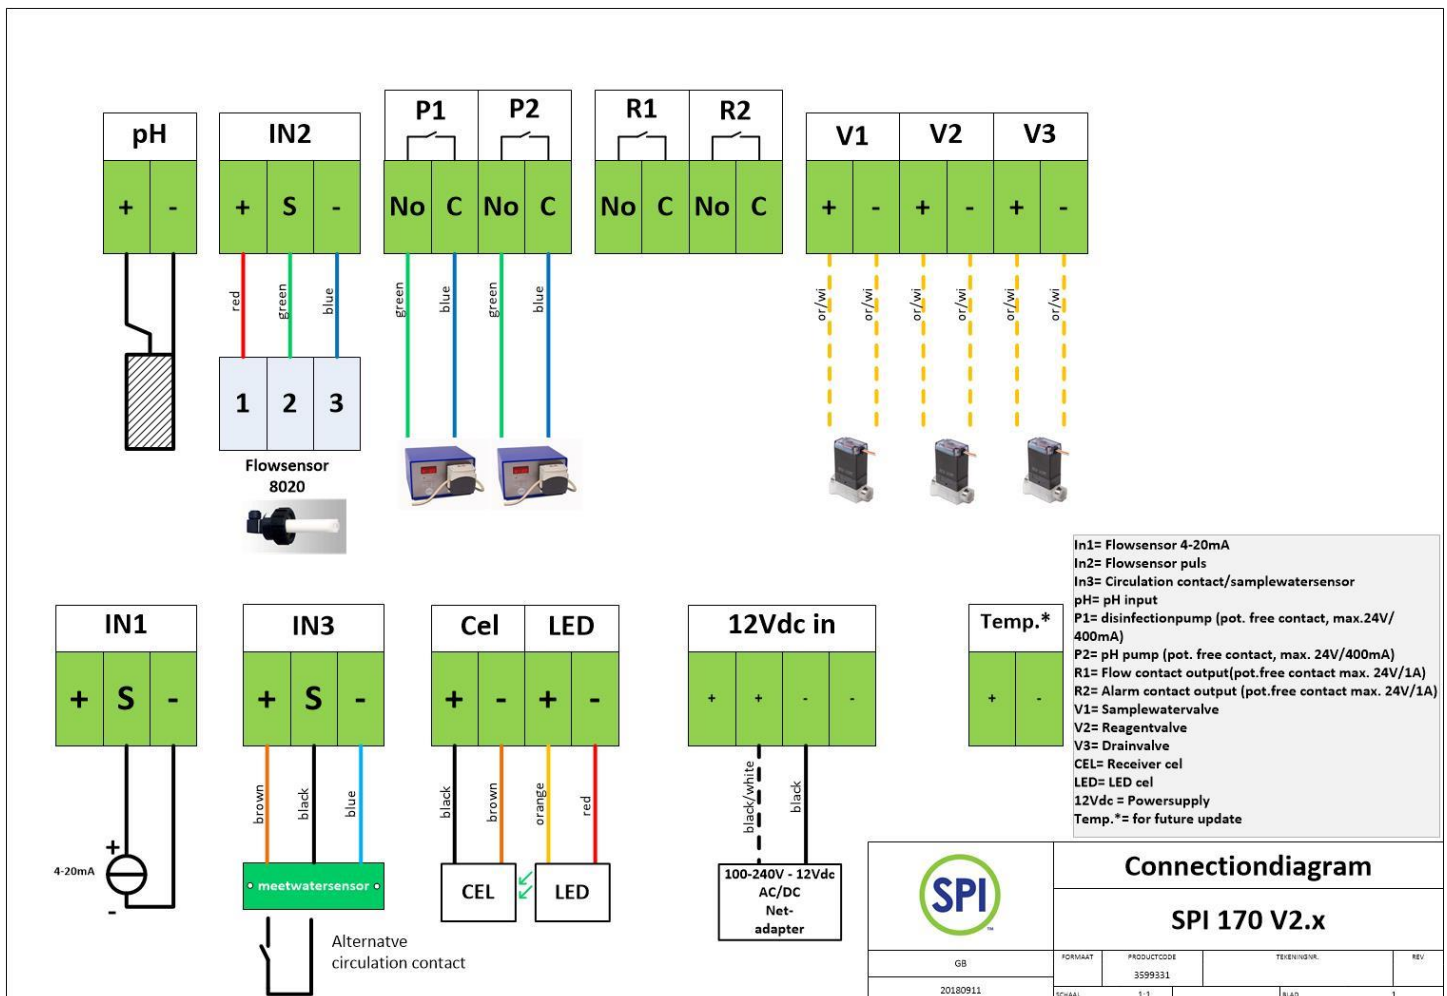 pH
IN2
P1
P2
R1
R2
V1
V2
V3
+ -
+ S -
No C No C
No C No C
+ - + - + -
red
green
blue
green
blue
green
blue
or/wi
or/wi
or/wi
or/wi
or/wi
or/wi
1 2 3
Flowsensor
8020
In1= Flowsensor 4-20mA
In2= Flowsensor puls
In3= Circulation contact/samplewatersensor
pH= pH input
P1= disinfectionpump (pot. free contact, max.24V/
400mA)
P2= pH pump (pot. free contact, max. 24V/400mA)
R1= Flow contact output(pot.free contact max. 24V/1A)
R2= Alarm contact output (pot.free contact max. 24V/1A)
V1= Samplewatervalve
V2= Reagentvalve
V3= Drainvalve
CEL= Receiver cel
LED= LED cel
12Vdc = Powersupply
Temp.*= for future update
IN1
IN3
Cel
LED
12Vdc in
Temp.*
+ S -
+ S -
+ - + -
+ + - -
+ -
brown
black
blue
black
brown
orange
red
black/white
black
+
4-20mA
-
meetwatersensor
CEL
LED
100-240V - 12Vdc
AC/DC
Net-
adapter
Alternatve
circulation contact
SPI
TM
Connectiondiagram
SPI 170 V2.x
GB
20180911
FORMAAT
PRODUCTCODE
3599331
TEKENINGNR.
REV
SCHAAL
1:1
BLAD
1